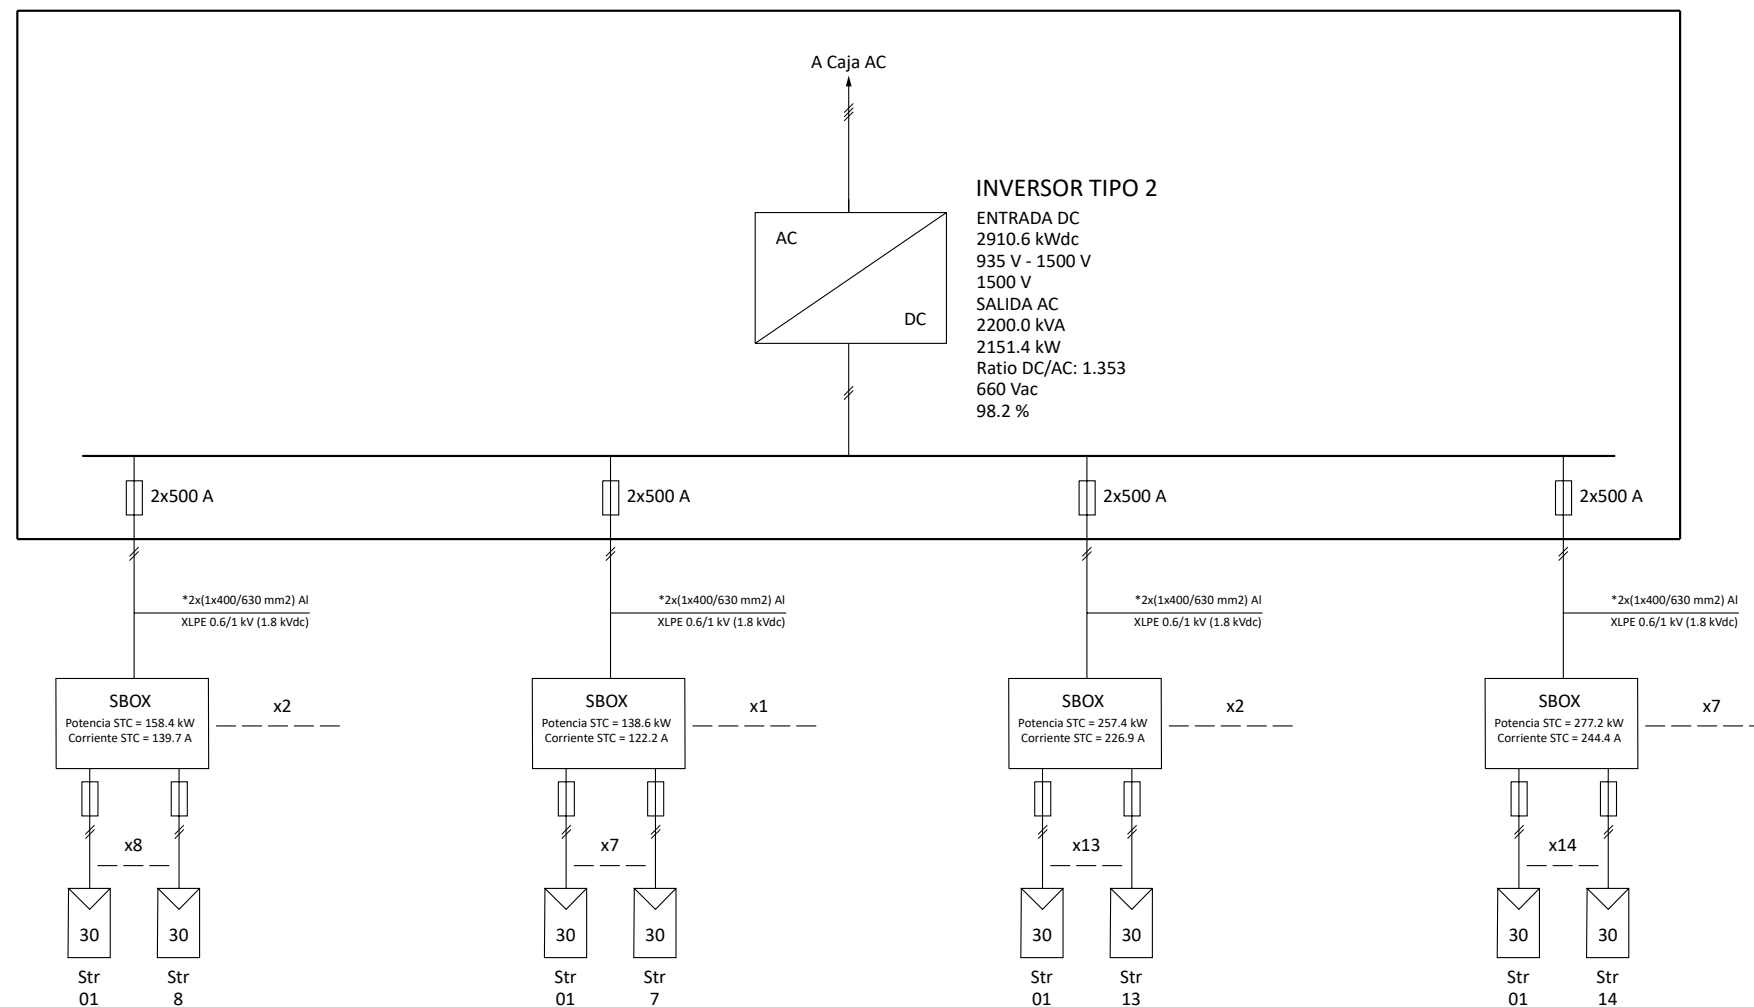 A Caja AC
INVERSOR TIPO 2
ENTRADA DC
2910.6 kWdc
935 V - 1500 V
1500 V
SALIDA AC
2200.0 kVA
2151.4 kW
Ratio DC/AC: 1.353
660 Vac
98.2 %
AC
DC
2x500 A
2x500 A
2x500 A
2x500 A
*2x(1x400/630 mm2) Al
XLPE 0.6/1 kV (1.8 kVdc)
*2x(1x400/630 mm2) Al
XLPE 0.6/1 kV (1.8 kVdc)
*2x(1x400/630 mm2) Al
XLPE 0.6/1 kV (1.8 kVdc)
*2x(1x400/630 mm2) Al
XLPE 0.6/1 kV (1.8 kVdc)
SBOX
Potencia STC = 158.4 kW
Corriente STC = 139.7 A
x2
SBOX
Potencia STC = 138.6 kW
Corriente STC = 122.2 A
x1
SBOX
Potencia STC = 257.4 kW
Corriente STC = 226.9 A
x2
SBOX
Potencia STC = 277.2 kW
Corriente STC = 244.4 A
x7
x8
x7
x13
x14
30
30
30
30
30
30
30
30
Str
01
Str
8
Str
01
Str
7
Str
01
Str
13
Str
01
Str
14